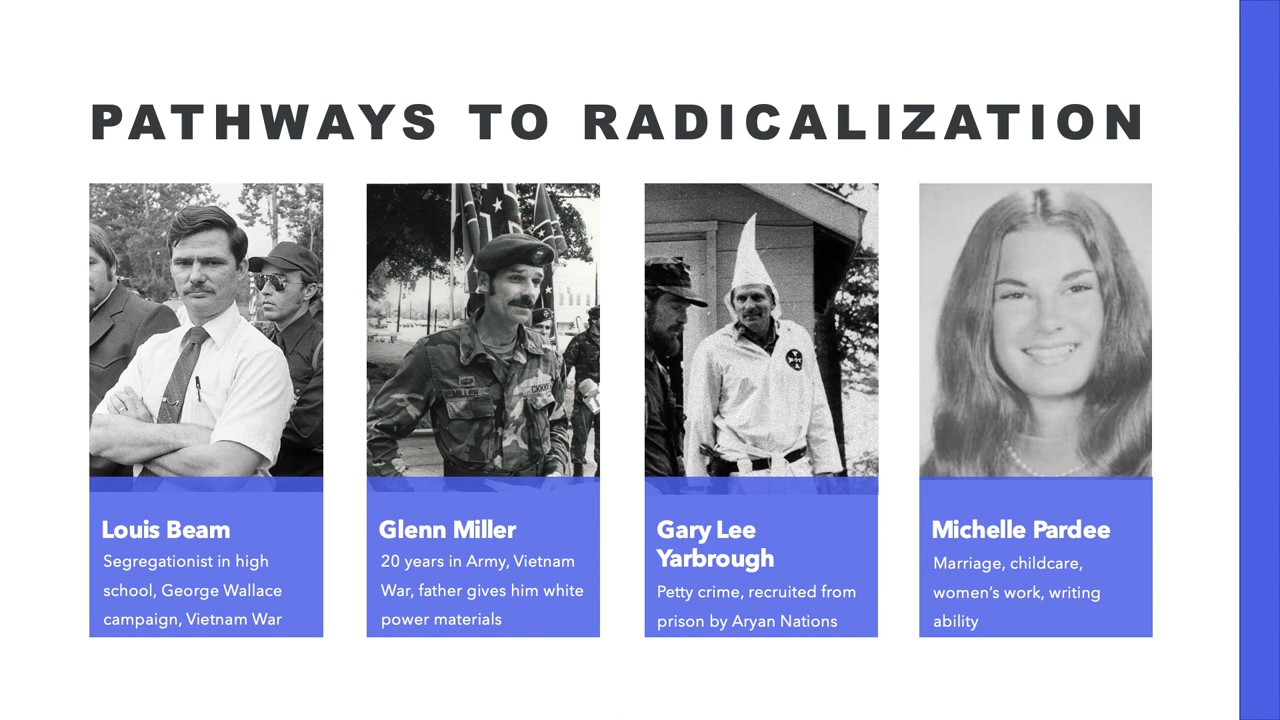 PATHWAYS TO RADICALIZATION
MILLER
Louis Beam
Segregationist in high
school, George Wallace
campaign, Vietnam War
Glenn Miller
20 years in Army, Vietnam
War, father gives him white
power materials
Gary Lee
Yarbrough
Petty crime, recruited from
prison by Aryan Nations
Michelle Pardee
Marriage, childcare,
women's work, writing
ability